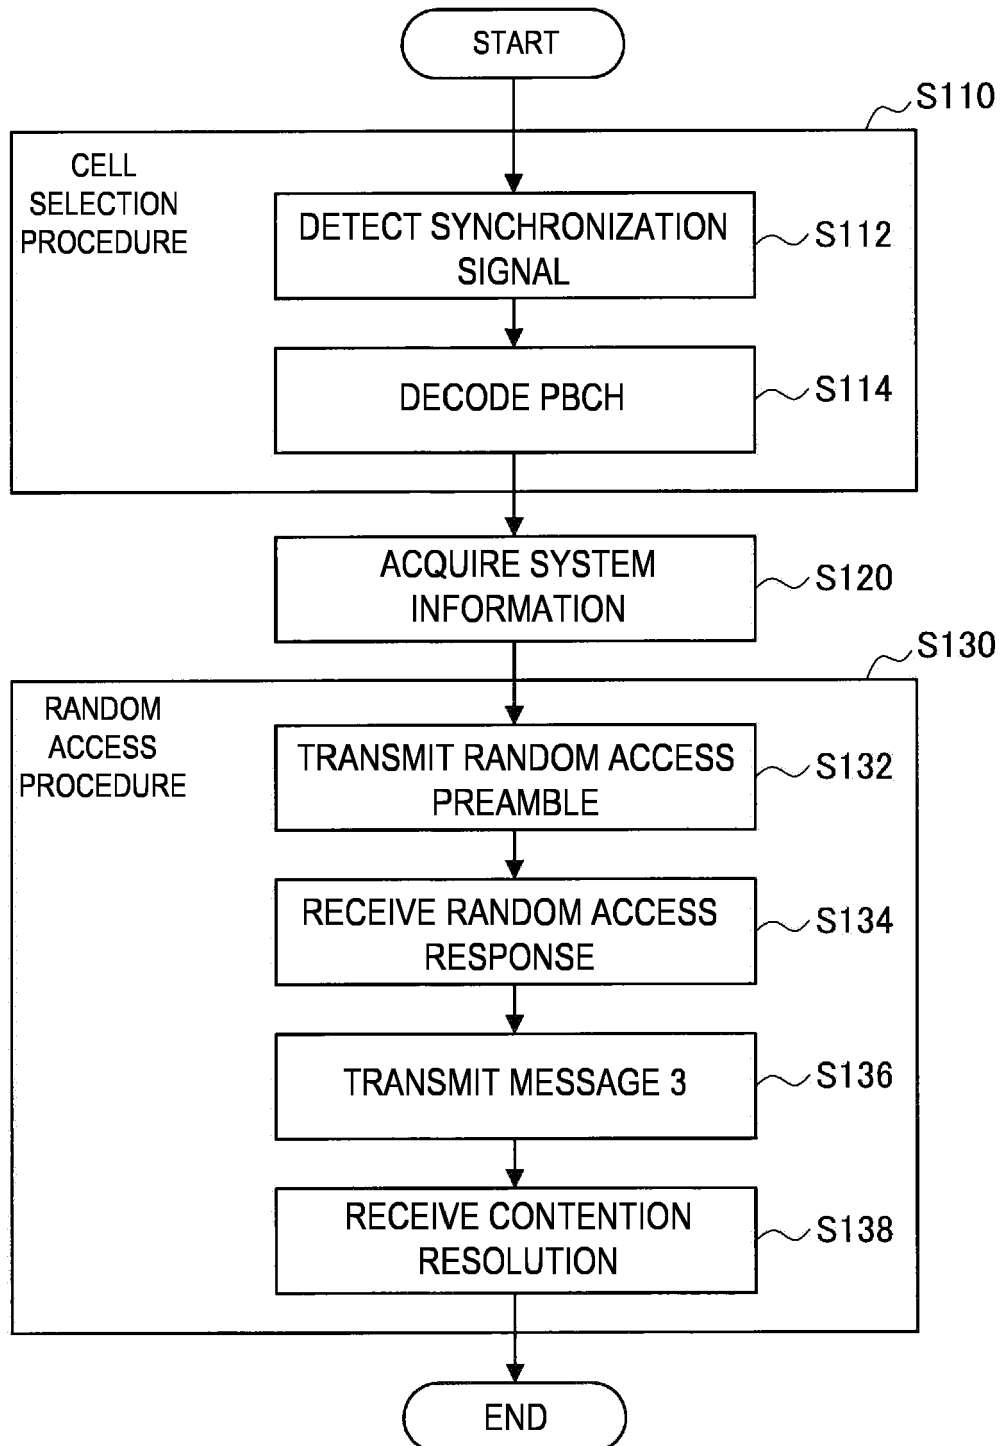 START
S110
CELL
SELECTION
PROCEDURE
DETECT SYNCHRONIZATION
SIGNAL
S112
DECODE PBCH
S114
ACQUIRE SYSTEM
INFORMATION
S120
S130
RANDOM
ACCESS
PROCEDURE
TRANSMIT RANDOM ACCESS
PREAMBLE
S132
RECEIVE RANDOM ACCESS
RESPONSE
S134
TRANSMIT MESSAGE 3
S136
RECEIVE CONTENTION
RESOLUTION
S138
END